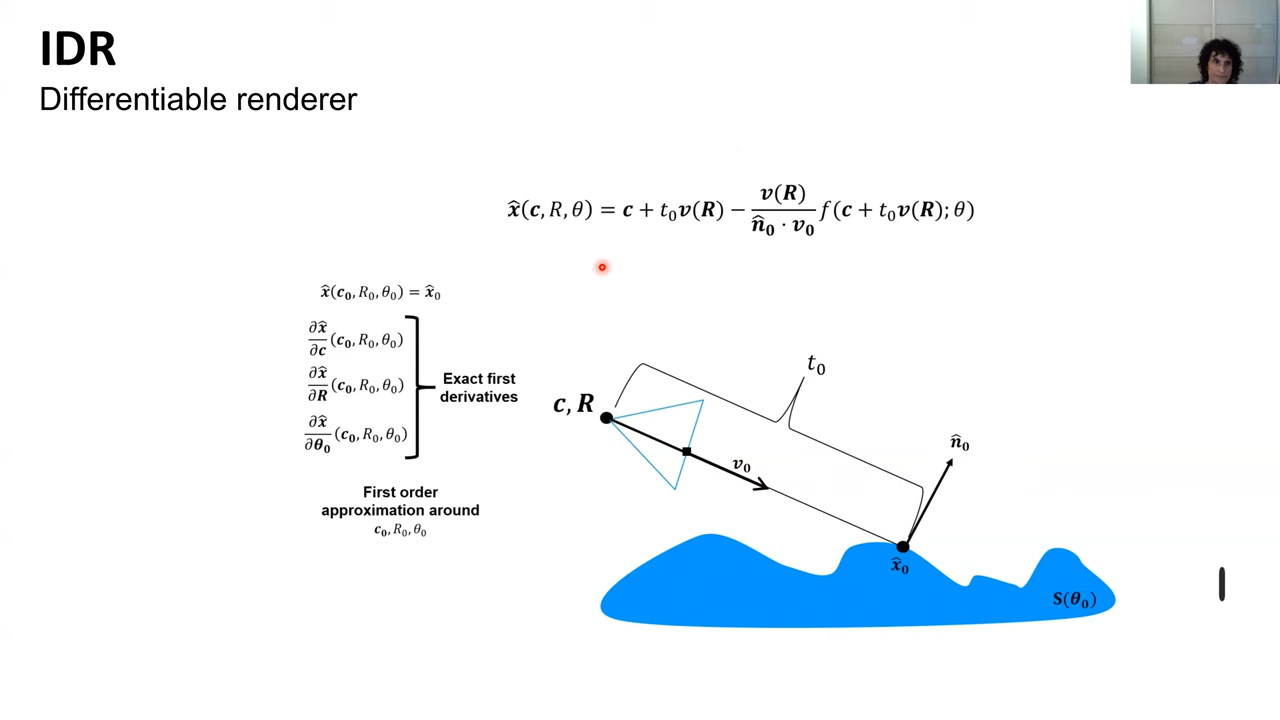 IDR
Differentiable renderer
x̂(c, R, θ) = c + t₀v(R) − v(R) / (n̂₀ · v₀) f(c + t₀v(R); θ)
x̂(c₀, R₀, θ₀) = x̂₀
∂x̂/∂c (c₀, R₀, θ₀)
∂x̂/∂R (c₀, R₀, θ₀)
∂x̂/∂θ₀ (c₀, R₀, θ₀)
Exact first
derivatives
First order
approximation around
c₀, R₀, θ₀
t₀
c, R
v₀
n̂₀
x̂₀
S(θ₀)